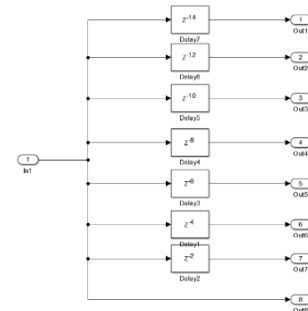 z-14
1
Delay7
Out1
z-12
2
Delay6
Out2
z-10
3
Delay5
Out3
z-8
4
Delay4
Out4
1
In1
z-6
5
Delay3
Out5
z-4
6
Delay1
Out6
z-2
7
Delay2
Out7
8
Out8